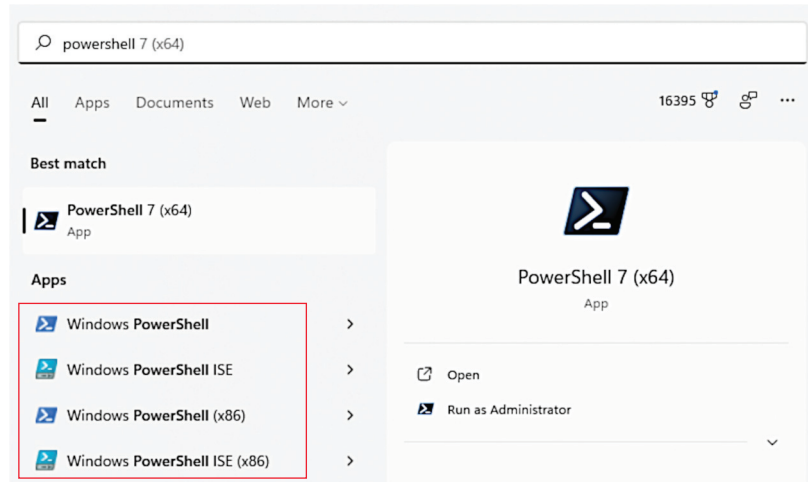 powershell 7 (x64)
All Apps Documents Web More 16395 ...
Best match
PowerShell 7 (x64)
App
Apps
Windows PowerShell
Windows PowerShell ISE
Windows PowerShell (x86)
Windows PowerShell ISE (x86)
PowerShell 7 (x64)
App
Open
Run as Administrator